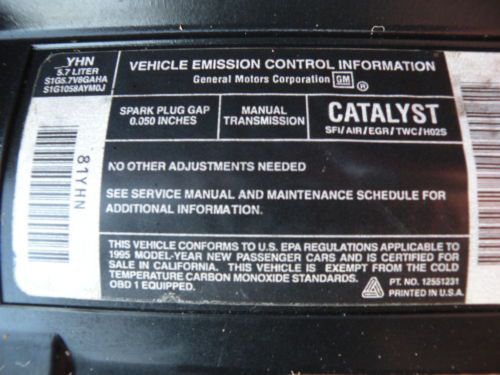 YHN
5.7 LITER
S1G5.7V8GAHA
S1G1058AYM0J
VEHICLE EMISSION CONTROL INFORMATION
General Motors Corporation GM ®
SPARK PLUG GAP
0.050 INCHES
MANUAL
TRANSMISSION
CATALYST
SFI/AIR/EGR/TWC/H02S
81YHN
NO OTHER ADJUSTMENTS NEEDED
SEE SERVICE MANUAL AND MAINTENANCE SCHEDULE FOR
ADDITIONAL INFORMATION.
THIS VEHICLE CONFORMS TO U.S. EPA REGULATIONS APPLICABLE TO
1995 MODEL-YEAR NEW PASSENGER CARS AND IS CERTIFIED FOR
SALE IN CALIFORNIA. THIS VEHICLE IS EXEMPT FROM THE COLD
TEMPERATURE CARBON MONOXIDE STANDARDS.
OBD 1 EQUIPPED.
PT. NO. 12551231
PRINTED IN U.S.A.